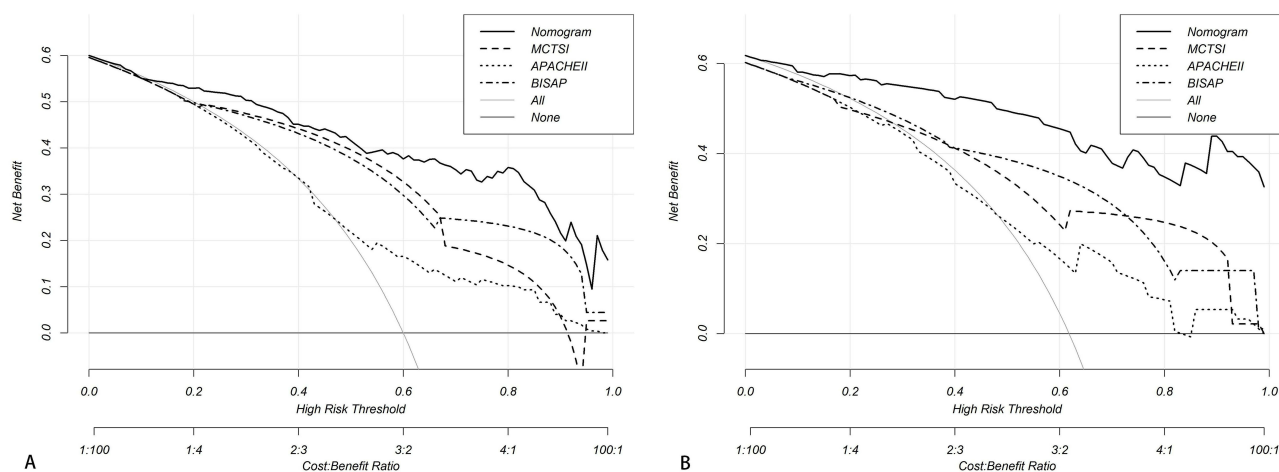 Nomogram
MCTSI
APACHEII
BISAP
All
None
Net Benefit
0.6
0.5
0.4
0.3
0.2
0.1
0.0
0.0 0.2 0.4 0.6 0.8 1.0
High Risk Threshold
1:100 1:4 2:3 3:2 4:1 100:1
Cost:Benefit Ratio
A
Nomogram
MCTSI
APACHEII
BISAP
All
None
Net Benefit
0.6
0.4
0.2
0.0
0.0 0.2 0.4 0.6 0.8 1.0
High Risk Threshold
1:100 1:4 2:3 3:2 4:1 100:1
Cost:Benefit Ratio
B